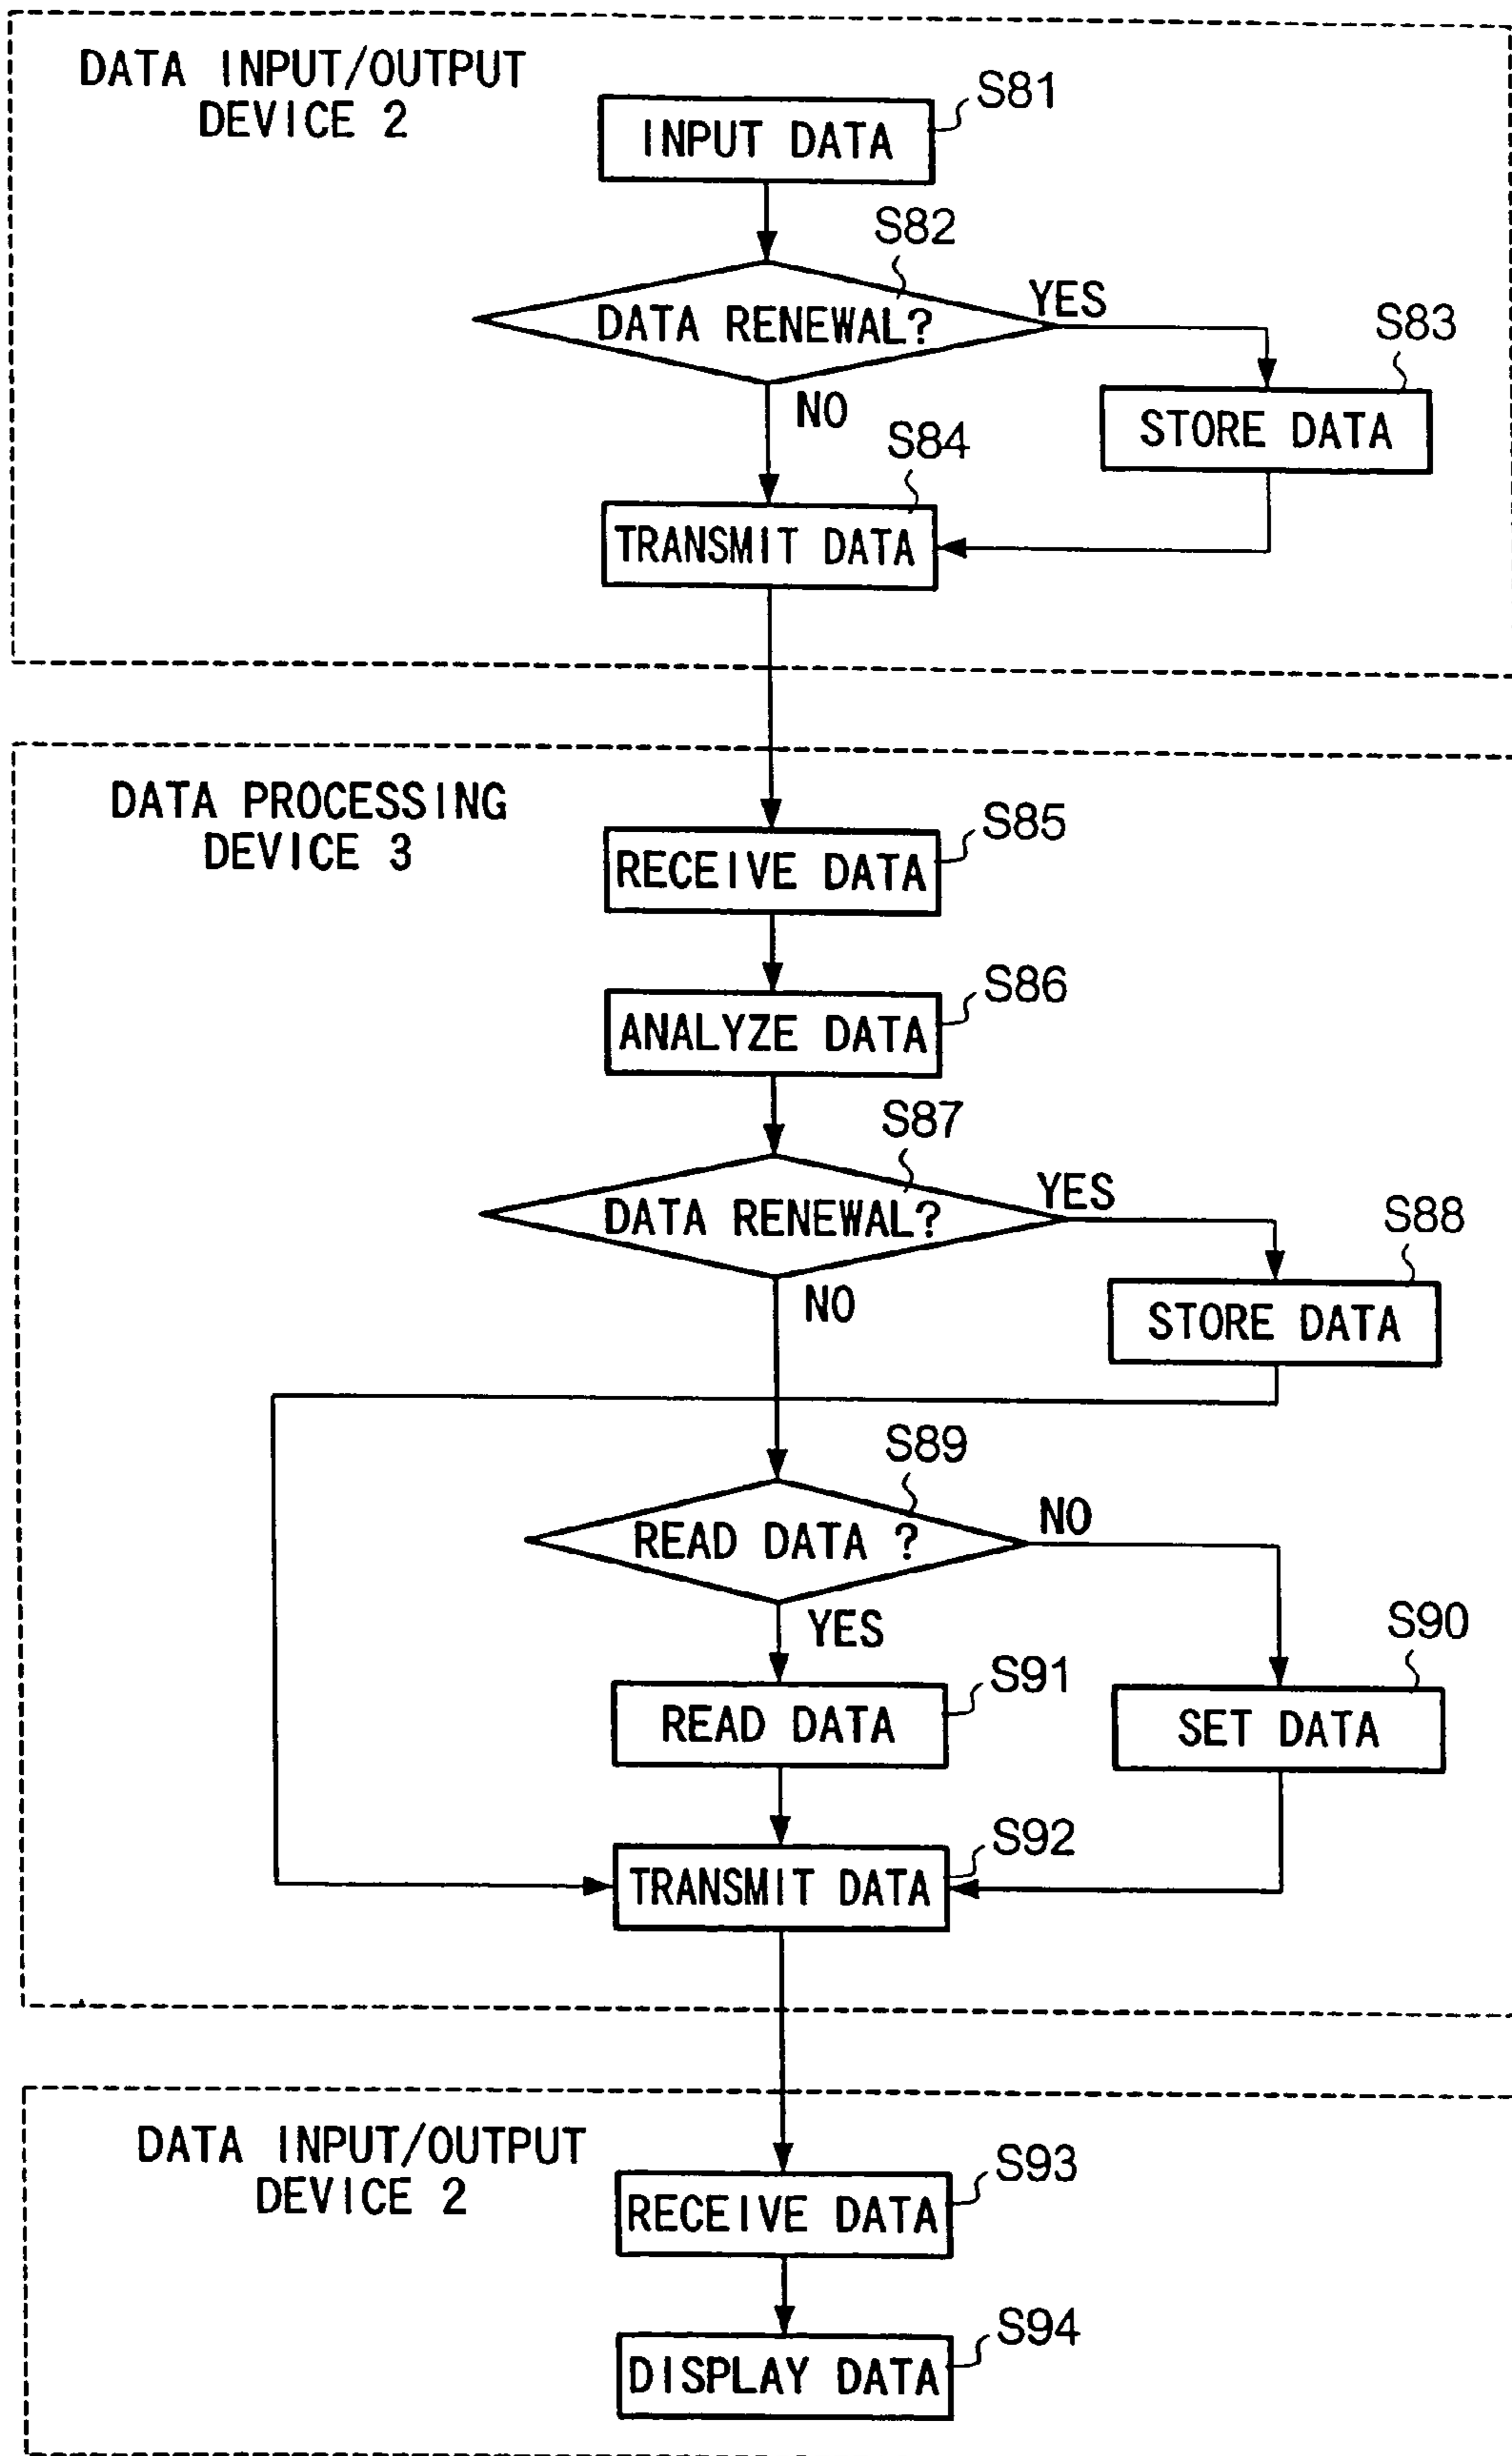 DATA INPUT/OUTPUT
DEVICE 2
S81
INPUT DATA
S82
DATA RENEWAL?
YES
S83
STORE DATA
NO
S84
TRANSMIT DATA
DATA PROCESSING
DEVICE 3
S85
RECEIVE DATA
S86
ANALYZE DATA
S87
DATA RENEWAL?
YES
S88
STORE DATA
NO
S89
READ DATA ?
NO
YES
S90
S91
READ DATA
SET DATA
S92
TRANSMIT DATA
DATA INPUT/OUTPUT
DEVICE 2
S93
RECEIVE DATA
S94
DISPLAY DATA